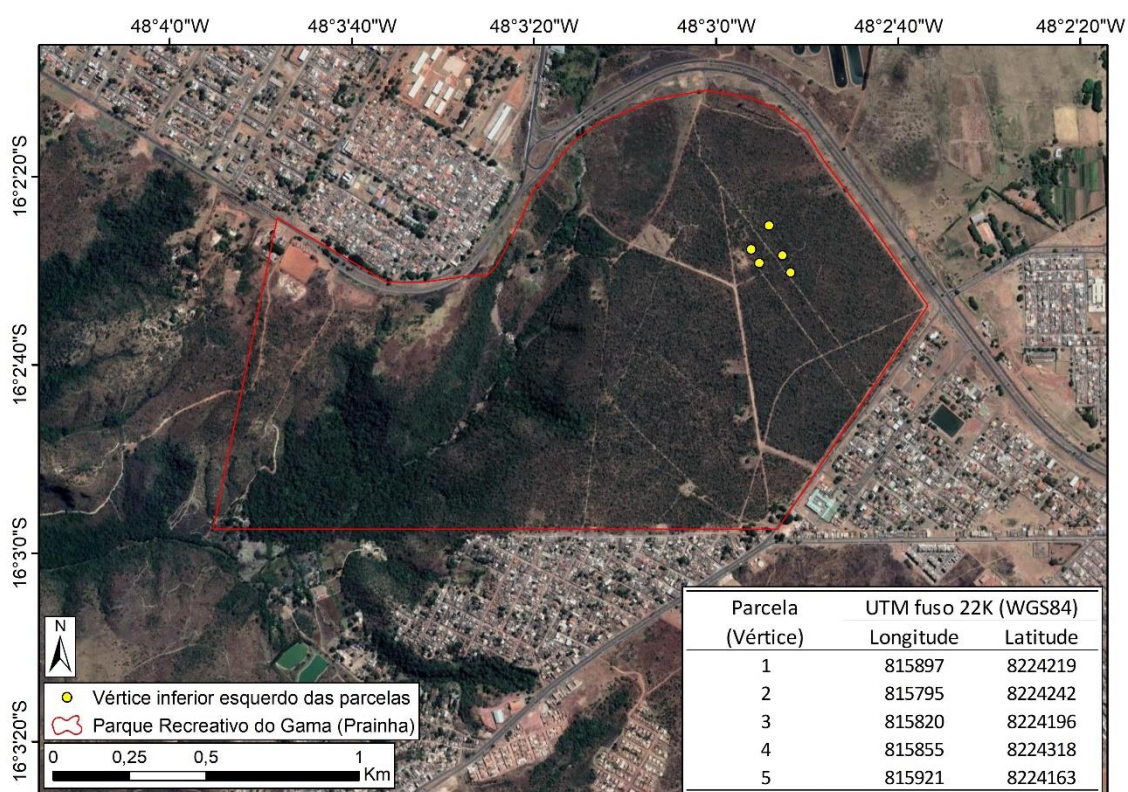 48°4'0"W 48°3'40"W 48°3'20"W 48°3'0"W 48°2'40"W 48°2'20"W
16°2'20"S
16°2'40"S
16°3'0"S
16°3'20"S
N
Vértice inferior esquerdo das parcelas
Parque Recreativo do Gama (Prainha)
0 0,25 0,5 1
Km
Parcela UTM fuso 22K (WGS84)
(Vértice) Longitude Latitude
1 815897 8224219
2 815795 8224242
3 815820 8224196
4 815855 8224318
5 815921 8224163